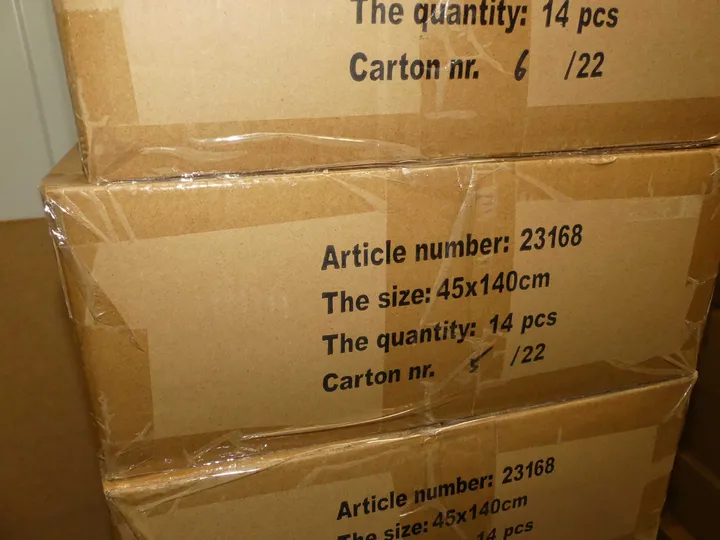 The quantity: 14 pcs
Carton nr. 6 /22
Article number: 23168
The size: 45x140cm
The quantity: 14 pcs
Carton nr. 5 /22
Article number: 23168
The size: 45x140cm
14 pcs